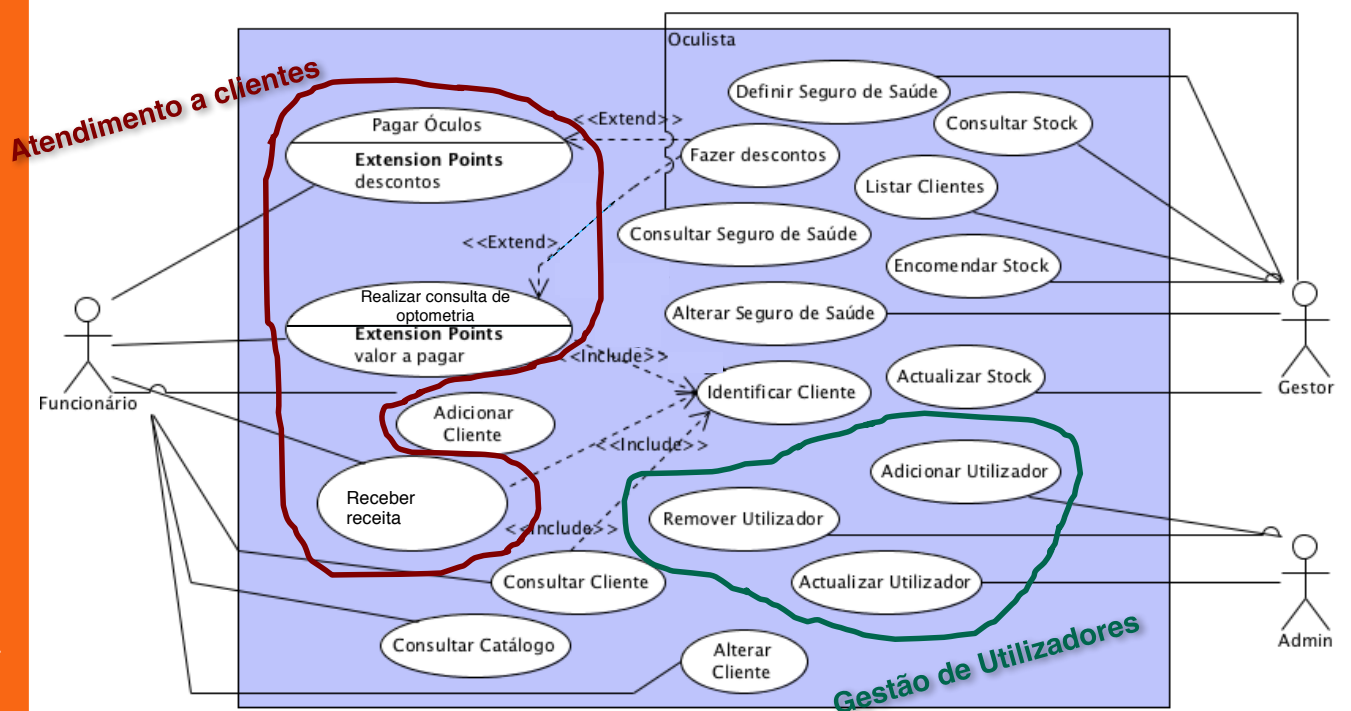 Oculista
Atendimento a clientes
Definir Seguro de Saúde
Pagar Óculos
<<Extend>>
Consultar Stock
Extension Points
descontos
Fazer descontos
Listar Clientes
Consultar Seguro de Saúde
<<Extend>
Encomendar Stock
Realizar consulta de
optometria
Extension Points
valor a pagar
Alterar Seguro de Saúde
<<Include>>
Funcionário
Gestor
Identificar Cliente
Actualizar Stock
Adicionar
Cliente
<<Include>>
Adicionar Utilizador
Receber
receita
Remover Utilizador
<<Include>>
Consultar Cliente
Actualizar Utilizador
Consultar Catálogo
Alterar
Cliente
Admin
Gestão de Utilizadores